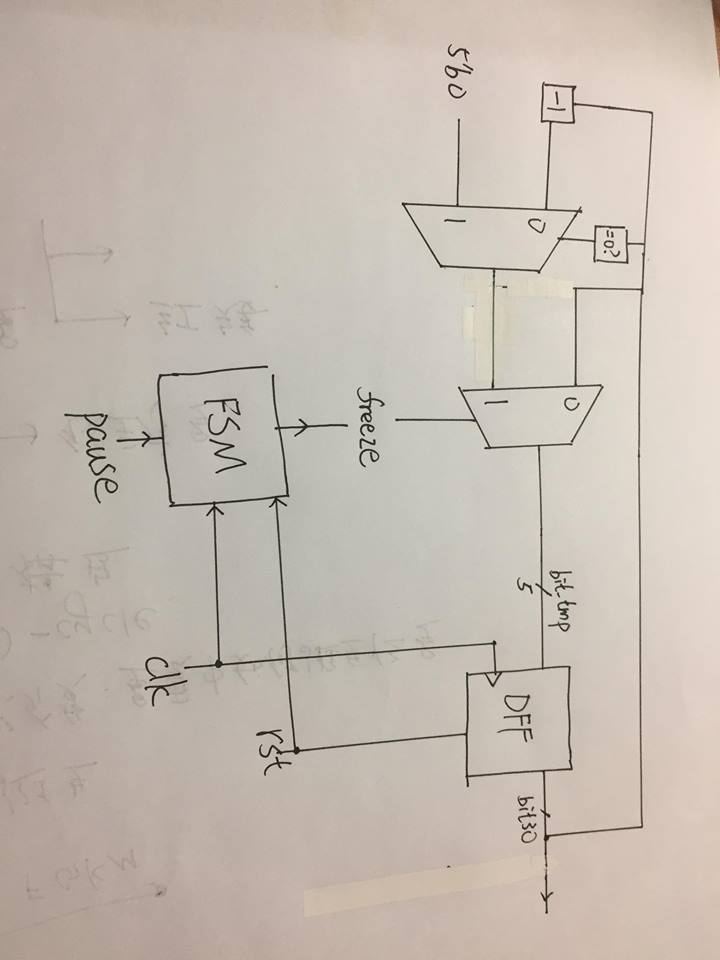 -1
=0?
5'b0
0
1
0
1
bit_tmp
5
DFF
bit30
freeze
FSM
pause
clk
rst